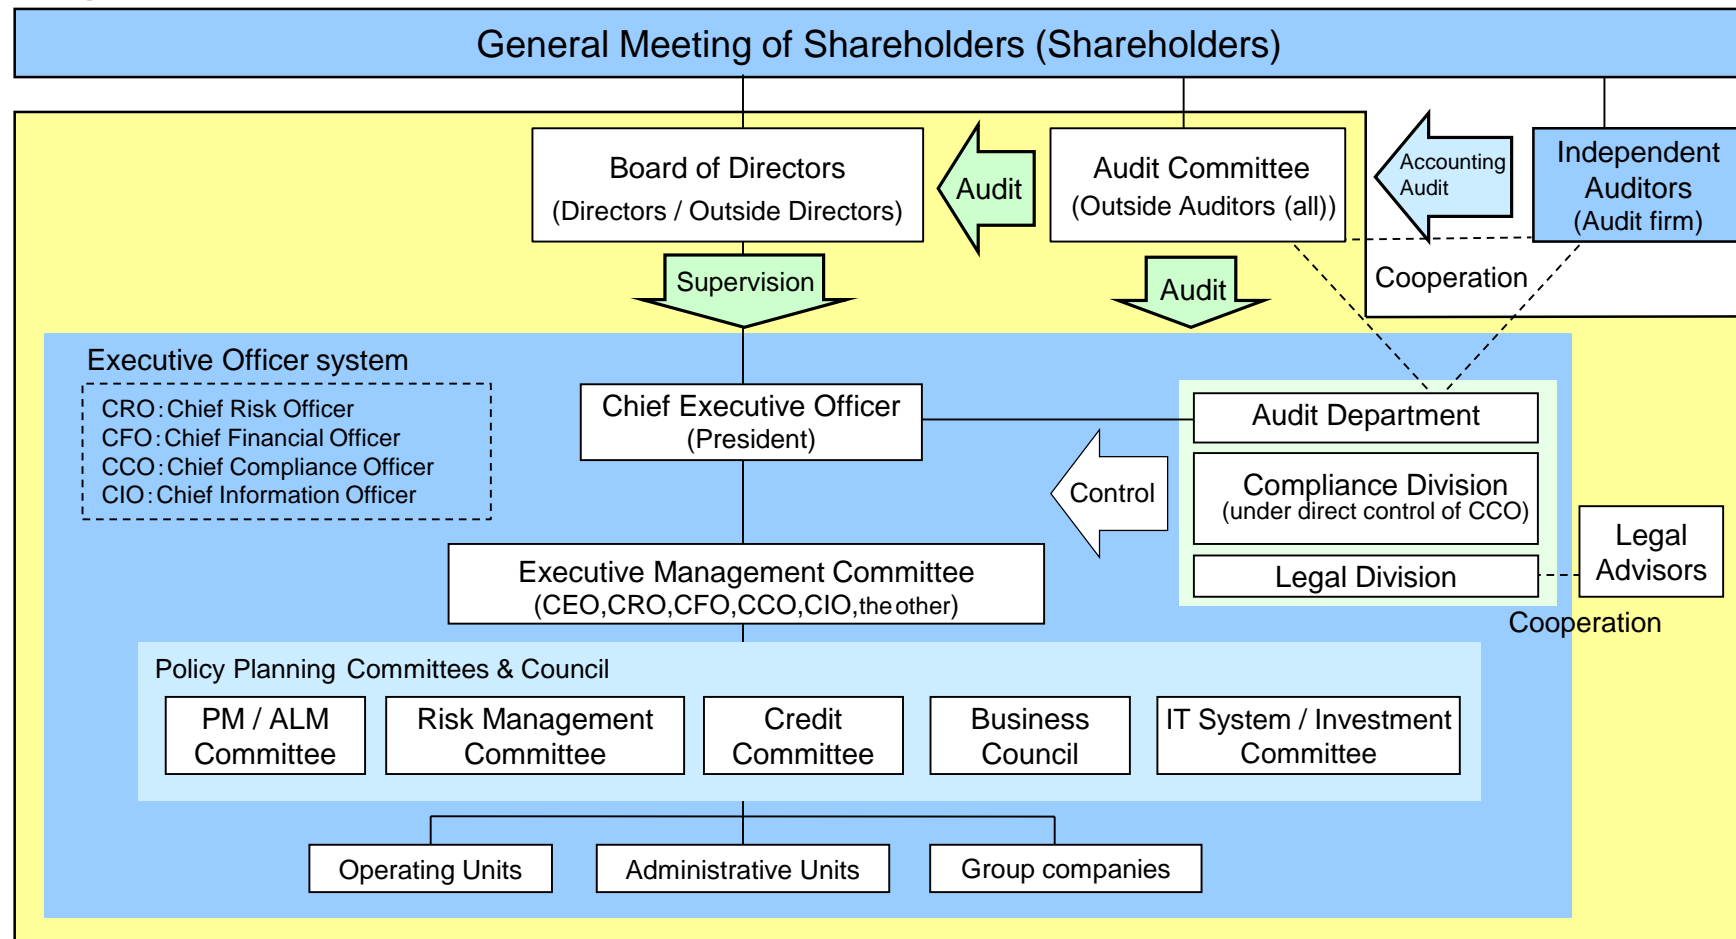 General Meeting of Shareholders (Shareholders)
Board of Directors
(Directors / Outside Directors)
Audit
Audit Committee
(Outside Auditors (all))
Accounting
Audit
Independent
Auditors
(Audit firm)
Supervision
Audit
Cooperation
Executive Officer system
CRO:Chief Risk Officer
CFO:Chief Financial Officer
CCO:Chief Compliance Officer
CIO:Chief Information Officer
Chief Executive Officer
(President)
Audit Department
Control
Compliance Division
(under direct control of CCO)
Legal Division
Legal
Advisors
Cooperation
Executive Management Committee
(CEO,CRO,CFO,CCO,CIO,the other)
Policy Planning Committees & Council
PM / ALM
Committee
Risk Management
Committee
Credit
Committee
Business
Council
IT System / Investment
Committee
Operating Units
Administrative Units
Group companies